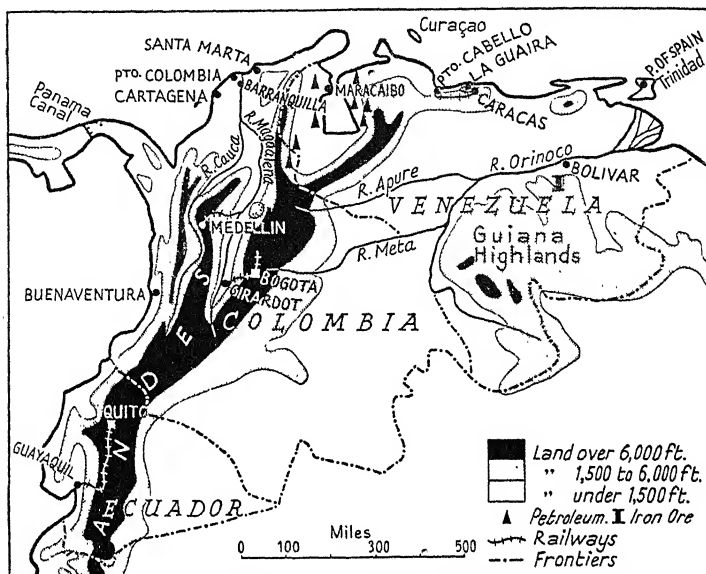 Curaçao
SANTA MARTA
PTO. CABELLO
LA GUAIRA
P. OF SPAIN
Trinidad
PTO. COLOMBIA
CARTAGENA
BARRANQUILLA
MARACAIBO
CARACAS
Panama
Canal
R. Cauca
R. Magdalena
R. Apure
R. Orinoco
BOLIVAR
VENEZUELA
MEDELLIN
R. Meta
Guiana
Highlands
BOGOTA
GIRARDOT
BUENAVENTURA
COLOMBIA
ANDES
QUITO
GUAYAQUIL
ECUADOR
Land over 6,000 ft.
" 1,500 to 6,000 ft.
" under 1,500 ft.
Petroleum. Iron Ore
Railways
Frontiers
Miles
0 100 300 500